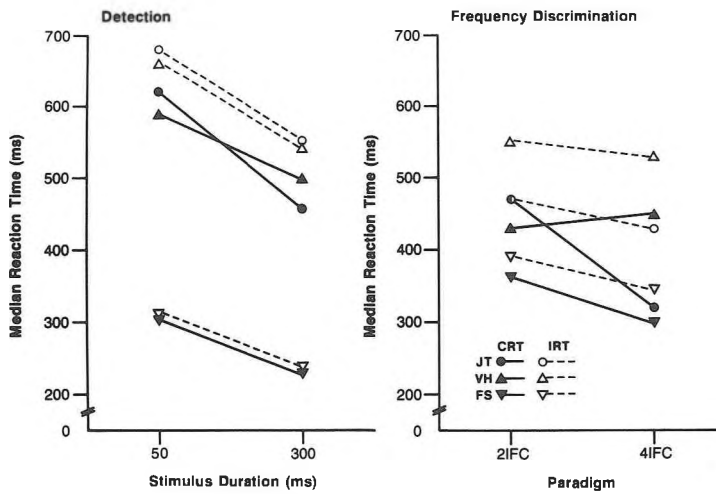 Detection
700
600
500
400
300
200
0
50 300
Stimulus Duration (ms)
Median Reaction Time (ms)
Frequency Discrimination
700
600
500
400
300
200
0
CRT IRT
JT
VH
FS
2IFC 4IFC
Paradigm
Median Reaction Time (ms)